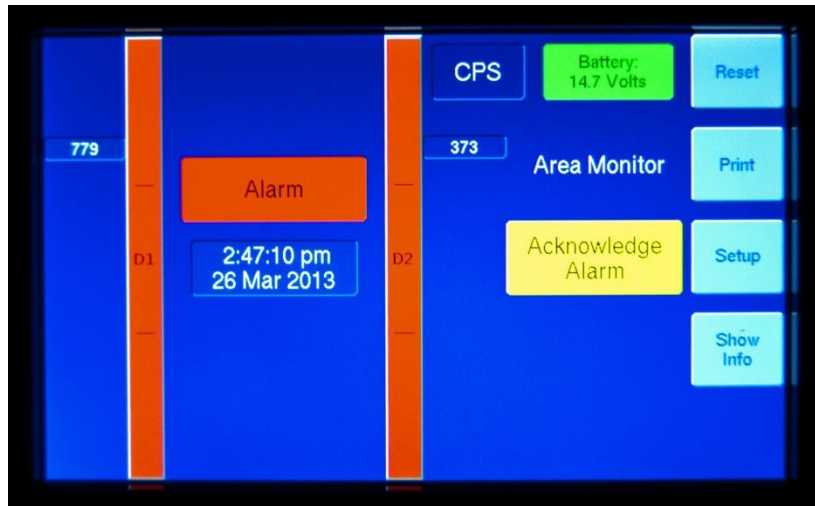 CPS
Battery:
14.7 Volts
Reset
779
373
Area Monitor
Print
Alarm
D1
2:47:10 pm
26 Mar 2013
D2
Acknowledge
Alarm
Setup
Show
Info